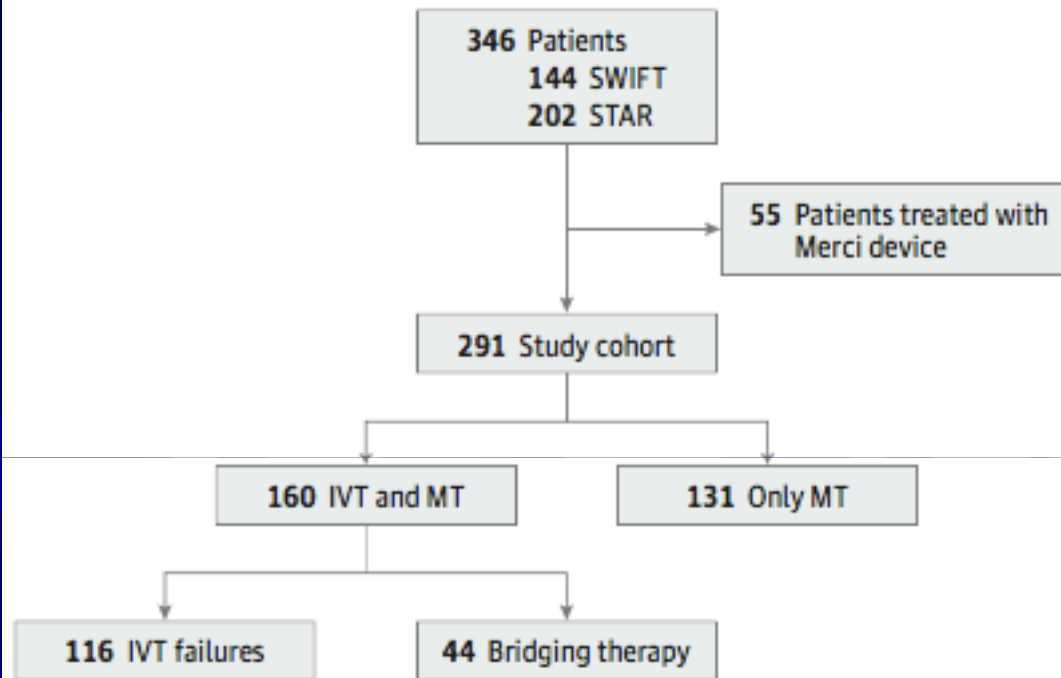 346 Patients
144 SWIFT
202 STAR
55 Patients treated with
Merci device
291 Study cohort
160 IVT and MT
131 Only MT
116 IVT failures
44 Bridging therapy